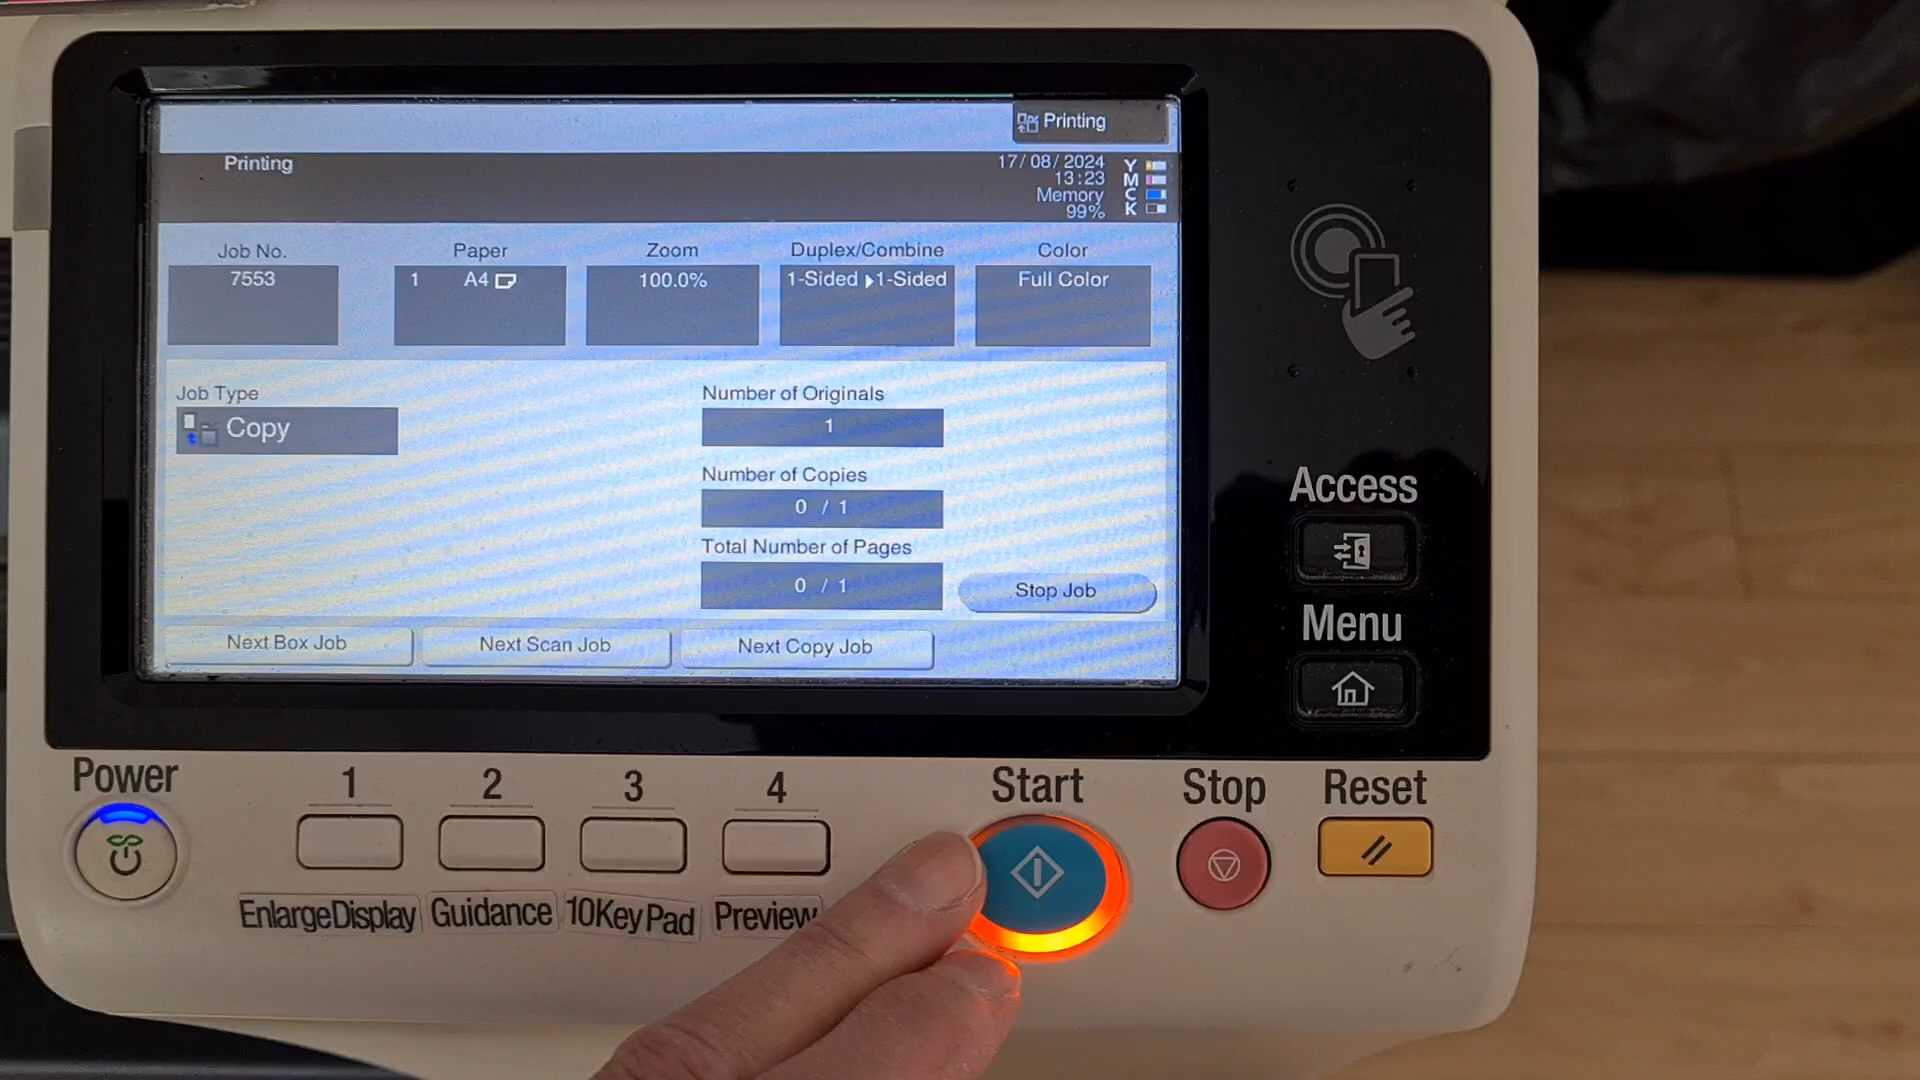 Printing
Printing
17/08/2024
13:23
Memory
99%
Y
M
C
K
Job No. Paper Zoom Duplex/Combine Color
7553 1 A4 100.0% 1-Sided 1-Sided Full Color
Job Type
Copy
Number of Originals
1
Number of Copies
0 / 1
Total Number of Pages
0 / 1
Stop Job
Next Box Job Next Scan Job Next Copy Job
Access
Menu
Power 1 2 3 4 Start Stop Reset
EnlargeDisplay Guidance 10KeyPad Preview